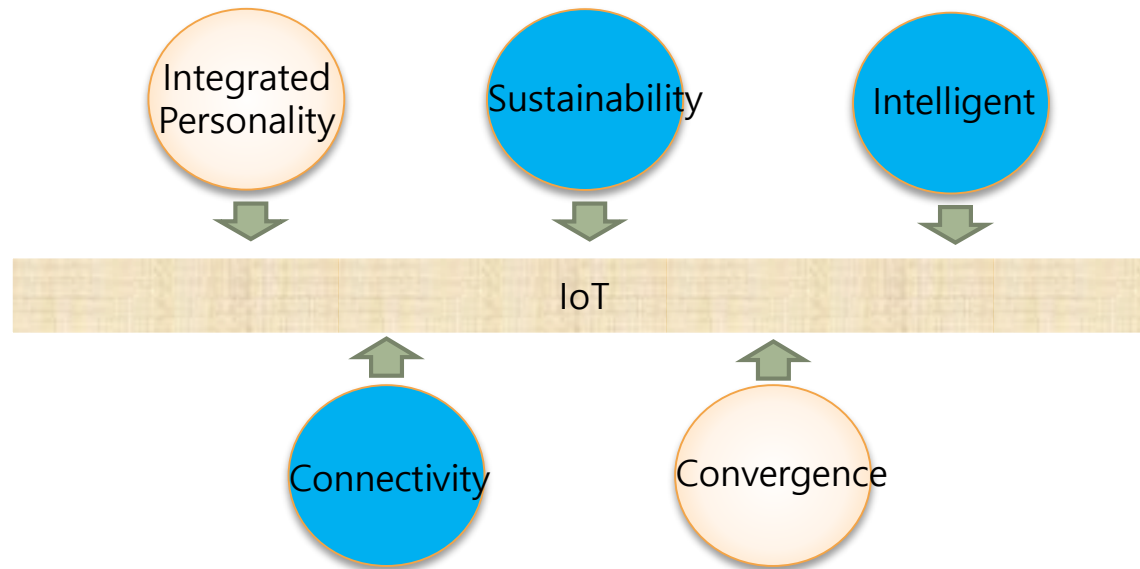 Integrated
Personality
Sustainability
Intelligent
IoT
Connectivity
Convergence